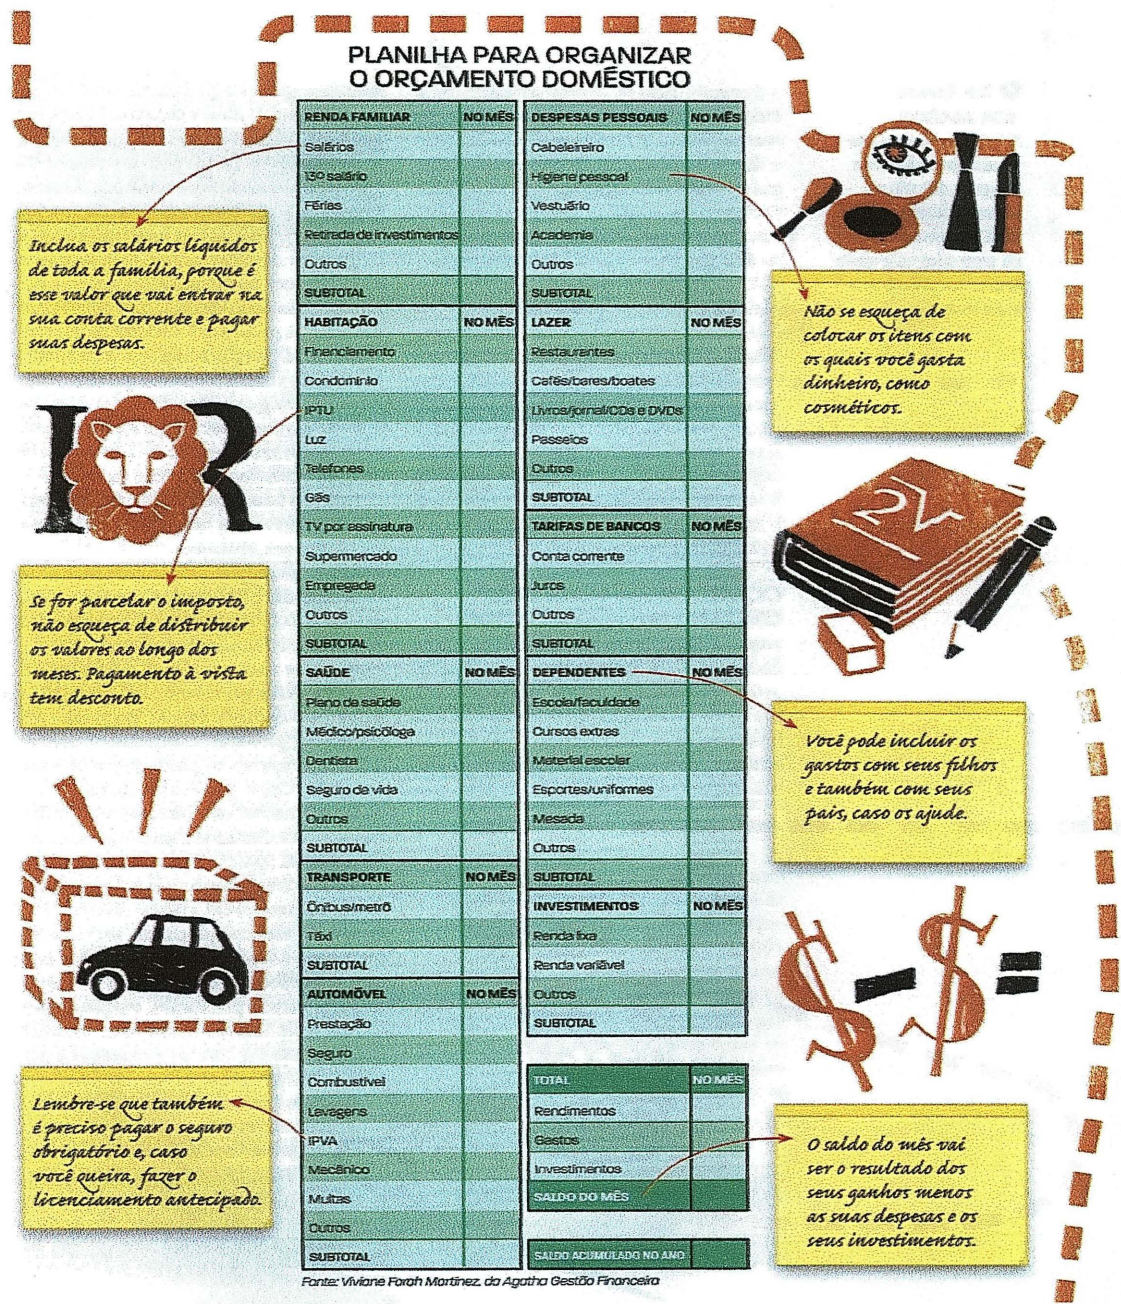 PLANILHA PARA ORGANIZAR
O ORÇAMENTO DOMÉSTICO
RENDA FAMILIAR NO MÊS
Salários
13º salário
Férias
Retirada de investimentos
Outros
SUBTOTAL
HABITAÇÃO NO MÊS
Financiamento
Condomínio
IPTU
Luz
Telefones
Gás
TV por assinatura
Supermercado
Empregada
Outros
SUBTOTAL
SAÚDE NO MÊS
Plano de saúde
Médico/psicóloga
Dentista
Seguro de vida
Outros
SUBTOTAL
TRANSPORTE NO MÊS
Ônibus/metrô
Táxi
SUBTOTAL
AUTOMÓVEL NO MÊS
Prestação
Seguro
Combustível
Lavagens
IPVA
Mecânico
Multas
Outros
SUBTOTAL
DESPESAS PESSOAIS NO MÊS
Cabeleireiro
Higiene pessoal
Vestuário
Academia
Outros
SUBTOTAL
LAZER NO MÊS
Restaurantes
Cafés/bares/boates
Livros/jornal/CDs e DVDs
Passeios
Outros
SUBTOTAL
TARIFAS DE BANCOS NO MÊS
Conta corrente
Juros
Outros
SUBTOTAL
DEPENDENTES NO MÊS
Escola/faculdade
Cursos extras
Material escolar
Esportes/uniformes
Mesada
Outros
SUBTOTAL
INVESTIMENTOS NO MÊS
Renda fixa
Renda variável
Outros
SUBTOTAL
TOTAL NO MÊS
Rendimentos
Gastos
Investimentos
SALDO DO MÊS
SALDO ACUMULADO NO ANO
Fonte: Viviane Farah Martinez, da Agatha Gestão Financeira
Inclua os salários líquidos
de toda a família, porque é
esse valor que vai entrar na
sua conta corrente e pagar
suas despesas.
IR
Se for parcelar o imposto,
não esqueça de distribuir
os valores ao longo dos
meses. Pagamento à vista
tem desconto.
Lembre-se que também
é preciso pagar o seguro
obrigatório e, caso
você queira, fazer o
licenciamento antecipado.
Não se esqueça de
colocar os itens com
os quais você gasta
dinheiro, como
cosméticos.
2√
Você pode incluir os
gastos com seus filhos
e também com seus
pais, caso os ajude.
$ - $ =
O saldo do mês vai
ser o resultado dos
seus ganhos menos
as suas despesas e os
seus investimentos.